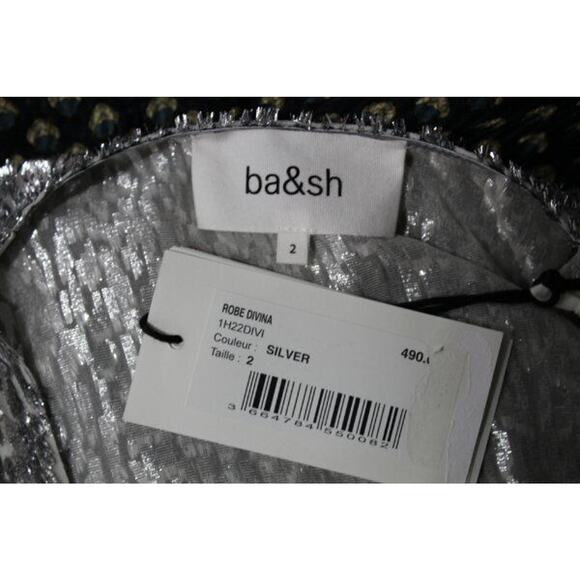 ba&sh
2
ROBE DIVINA
1H22DIVI
Couleur : SILVER 490.
Taille : 2
3 664784 550082